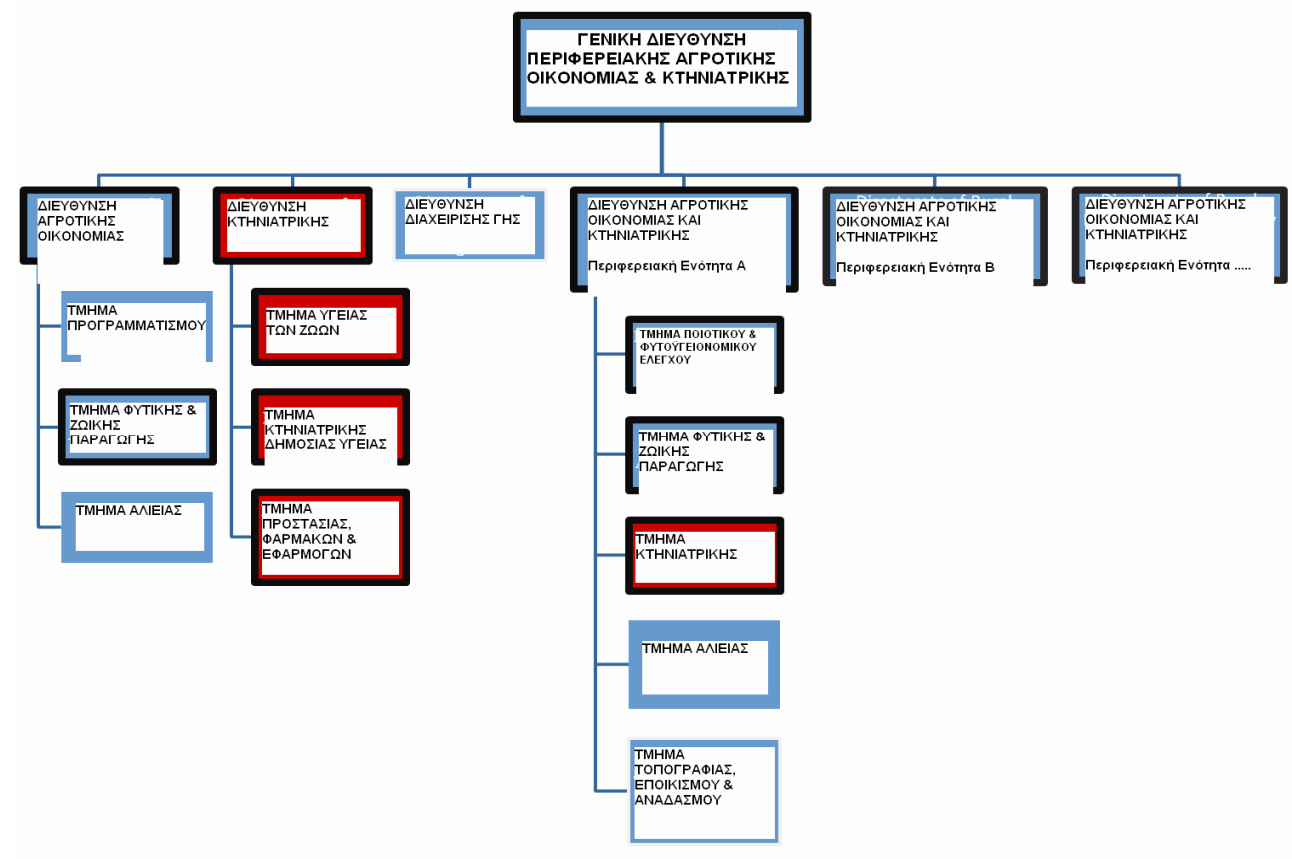 ΓΕΝΙΚΗ ΔΙΕΥΘΥΝΣΗ
ΠΕΡΙΦΕΡΕΙΑΚΗΣ ΑΓΡΟΤΙΚΗΣ
ΟΙΚΟΝΟΜΙΑΣ & ΚΤΗΝΙΑΤΡΙΚΗΣ
ΔΙΕΥΘΥΝΣΗ
ΑΓΡΟΤΙΚΗΣ
ΟΙΚΟΝΟΜΙΑΣ
ΔΙΕΥΘΥΝΣΗ
ΚΤΗΝΙΑΤΡΙΚΗΣ
ΔΙΕΥΘΥΝΣΗ
ΔΙΑΧΕΙΡΙΣΗΣ ΓΗΣ
ΔΙΕΥΘΥΝΣΗ ΑΓΡΟΤΙΚΗΣ
ΟΙΚΟΝΟΜΙΑΣ ΚΑΙ
ΚΤΗΝΙΑΤΡΙΚΗΣ
Περιφερειακή Ενότητα Α
ΔΙΕΥΘΥΝΣΗ ΑΓΡΟΤΙΚΗΣ
ΟΙΚΟΝΟΜΙΑΣ ΚΑΙ
ΚΤΗΝΙΑΤΡΙΚΗΣ
Περιφερειακή Ενότητα Β
ΔΙΕΥΘΥΝΣΗ ΑΓΡΟΤΙΚΗΣ
ΟΙΚΟΝΟΜΙΑΣ ΚΑΙ
ΚΤΗΝΙΑΤΡΙΚΗΣ
Περιφερειακή Ενότητα .....
ΤΜΗΜΑ
ΠΡΟΓΡΑΜΜΑΤΙΣΜΟΥ
ΤΜΗΜΑ ΦΥΤΙΚΗΣ &
ΖΩΙΚΗΣ
ΠΑΡΑΓΩΓΗΣ
ΤΜΗΜΑ ΑΛΙΕΙΑΣ
ΤΜΗΜΑ ΥΓΕΙΑΣ
ΤΩΝ ΖΩΩΝ
ΤΜΗΜΑ
ΚΤΗΝΙΑΤΡΙΚΗΣ
ΔΗΜΟΣΙΑΣ ΥΓΕΙΑΣ
ΤΜΗΜΑ
ΠΡΟΣΤΑΣΙΑΣ,
ΦΑΡΜΑΚΩΝ &
ΕΦΑΡΜΟΓΩΝ
ΤΜΗΜΑ ΠΟΙΟΤΙΚΟΥ &
ΦΥΤΟΫΓΕΙΟΝΟΜΙΚΟΥ
ΕΛΕΓΧΟΥ
ΤΜΗΜΑ ΦΥΤΙΚΗΣ &
ΖΩΙΚΗΣ
ΠΑΡΑΓΩΓΗΣ
ΤΜΗΜΑ
ΚΤΗΝΙΑΤΡΙΚΗΣ
ΤΜΗΜΑ ΑΛΙΕΙΑΣ
ΤΜΗΜΑ
ΤΟΠΟΓΡΑΦΙΑΣ,
ΕΠΟΙΚΙΣΜΟΥ &
ΑΝΑΔΑΣΜΟΥ